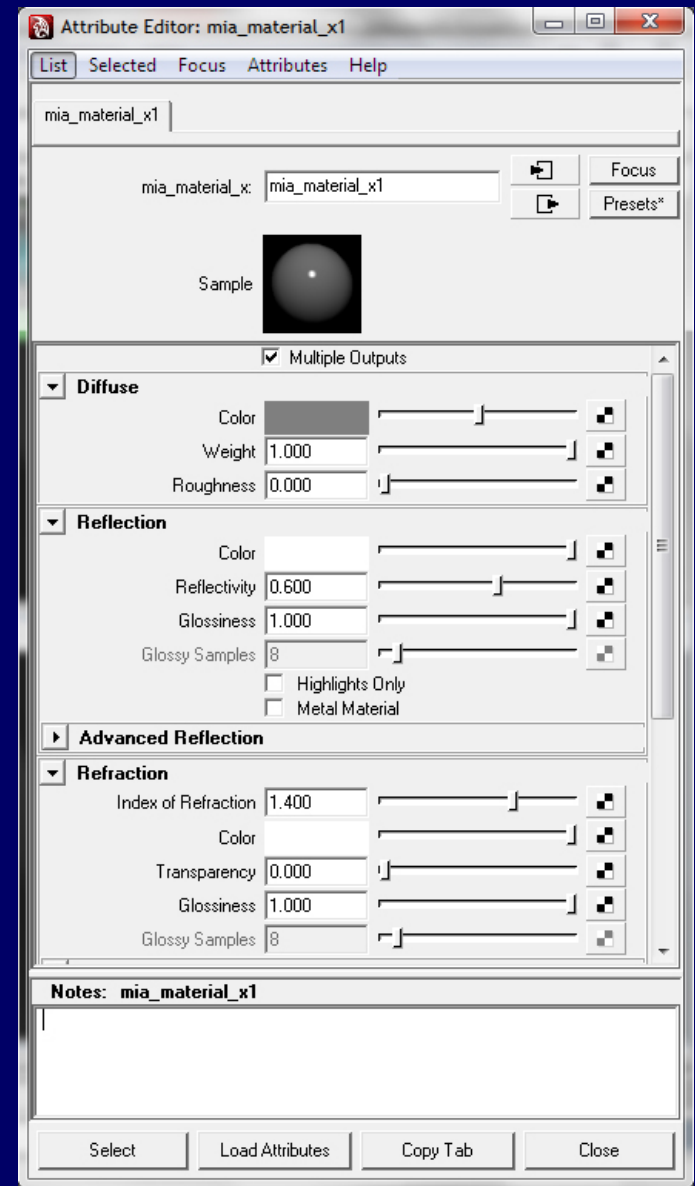 Attribute Editor: mia_material_x1
List Selected Focus Attributes Help
mia_material_x1
mia_material_x: mia_material_x1 Focus
Presets*
Sample
Multiple Outputs
Diffuse
Color
Weight 1.000
Roughness 0.000
Reflection
Color
Reflectivity 0.600
Glossiness 1.000
Glossy Samples 8
Highlights Only
Metal Material
Advanced Reflection
Refraction
Index of Refraction 1.400
Color
Transparency 0.000
Glossiness 1.000
Glossy Samples 8
Notes: mia_material_x1
Select Load Attributes Copy Tab Close